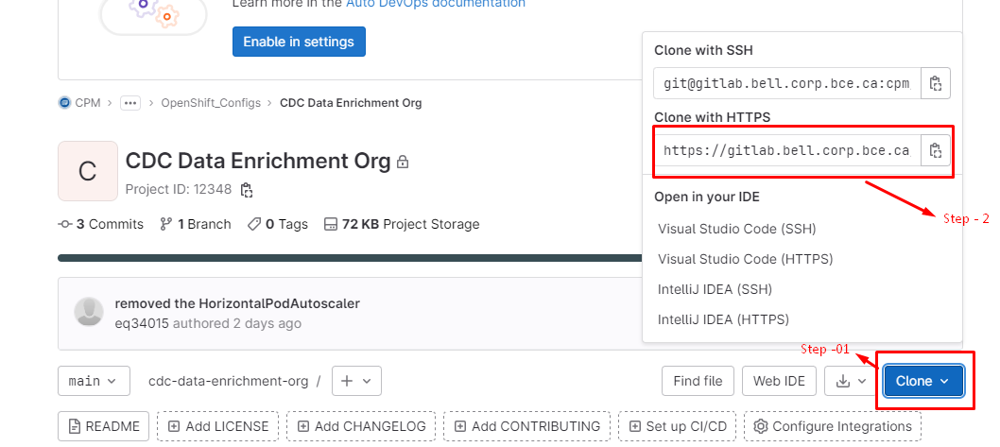 Learn more in the Auto DevOps documentation
Enable in settings
Clone with SSH
git@gitlab.bell.corp.bce.ca:cpm
Clone with HTTPS
https://gitlab.bell.corp.bce.ca
Step - 2
CPM > ... > OpenShift_Configs > CDC Data Enrichment Org
C
CDC Data Enrichment Org
Project ID: 12348
Open in your IDE
Visual Studio Code (SSH)
Visual Studio Code (HTTPS)
IntelliJ IDEA (SSH)
IntelliJ IDEA (HTTPS)
3 Commits 1 Branch 0 Tags 72 KB Project Storage
removed the HorizontalPodAutoscaler
eq34015 authored 2 days ago
Step -01
main cdc-data-enrichment-org / + Find file Web IDE Clone
README Add LICENSE Add CHANGELOG Add CONTRIBUTING Set up CI/CD Configure Integrations